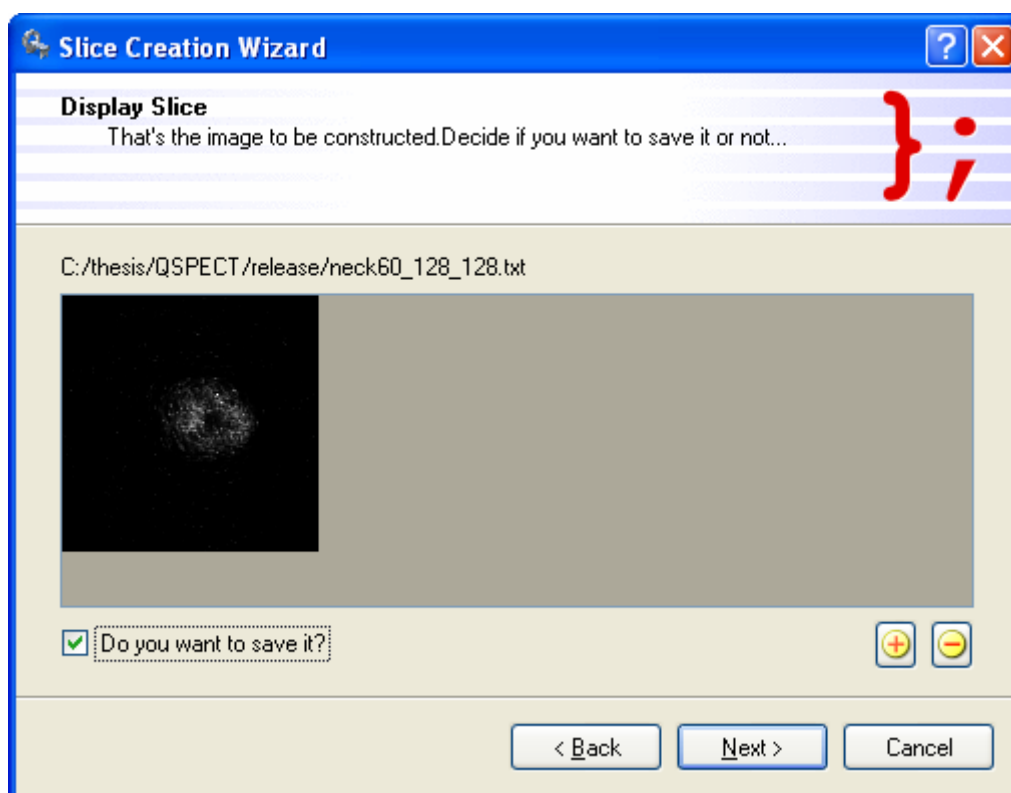 Slice Creation Wizard
?
Display Slice
That's the image to be constructed.Decide if you want to save it or not...
};
C:/thesis/QSPECT/release/neck60_128_128.txt
Do you want to save it?
< Back
Next >
Cancel